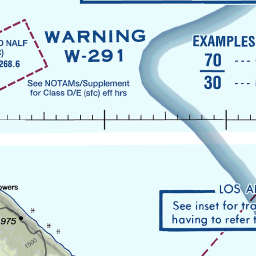 WARNING
W-291
See NOTAMs/Supplement
for Class D/E (sfc) eff hrs
NALF
268.6
EXAMPLES
70
30
LOS
See inset for
having to refer
975
1500